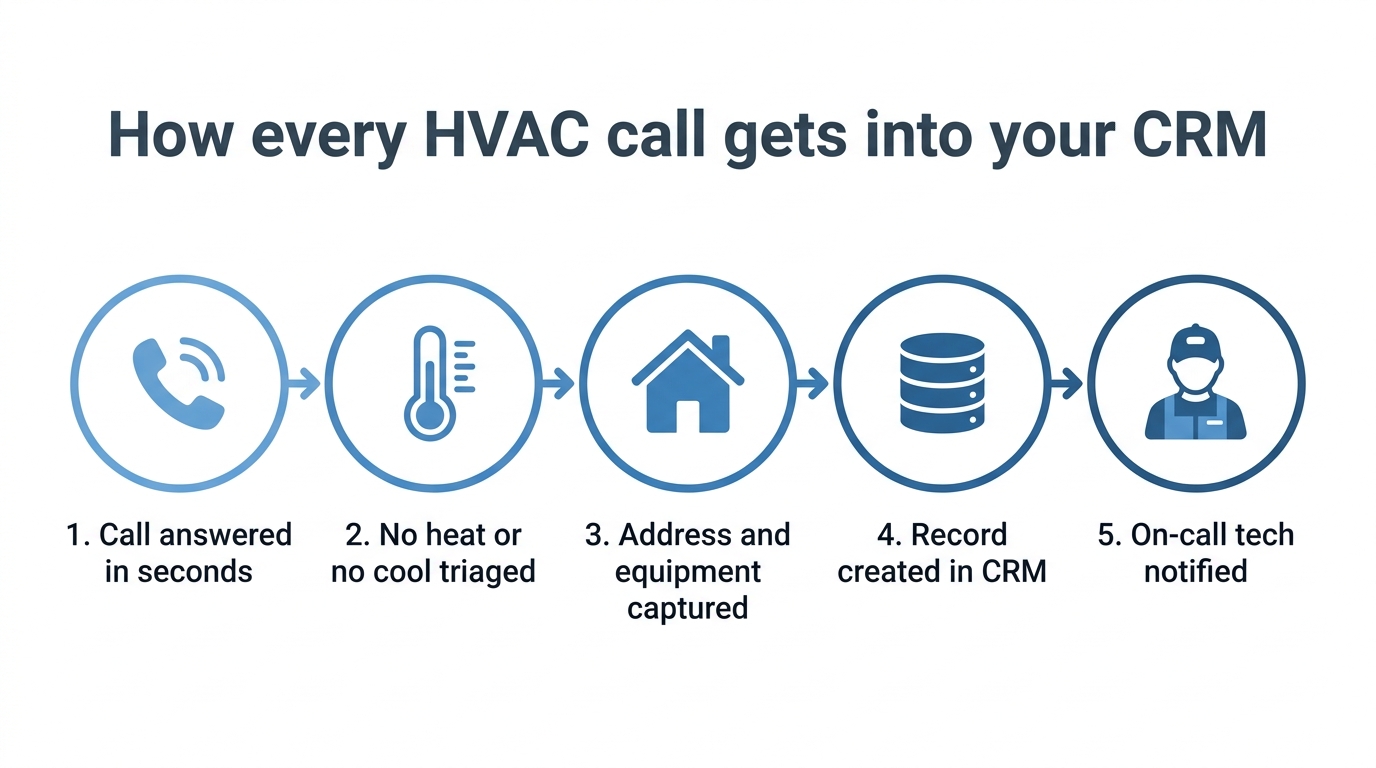 How every HVAC call gets into your CRM
1. Call answered
in seconds
2. No heat or
no cool triaged
3. Address and
equipment
captured
4. Record
created in CRM
5. On-call tech
notified